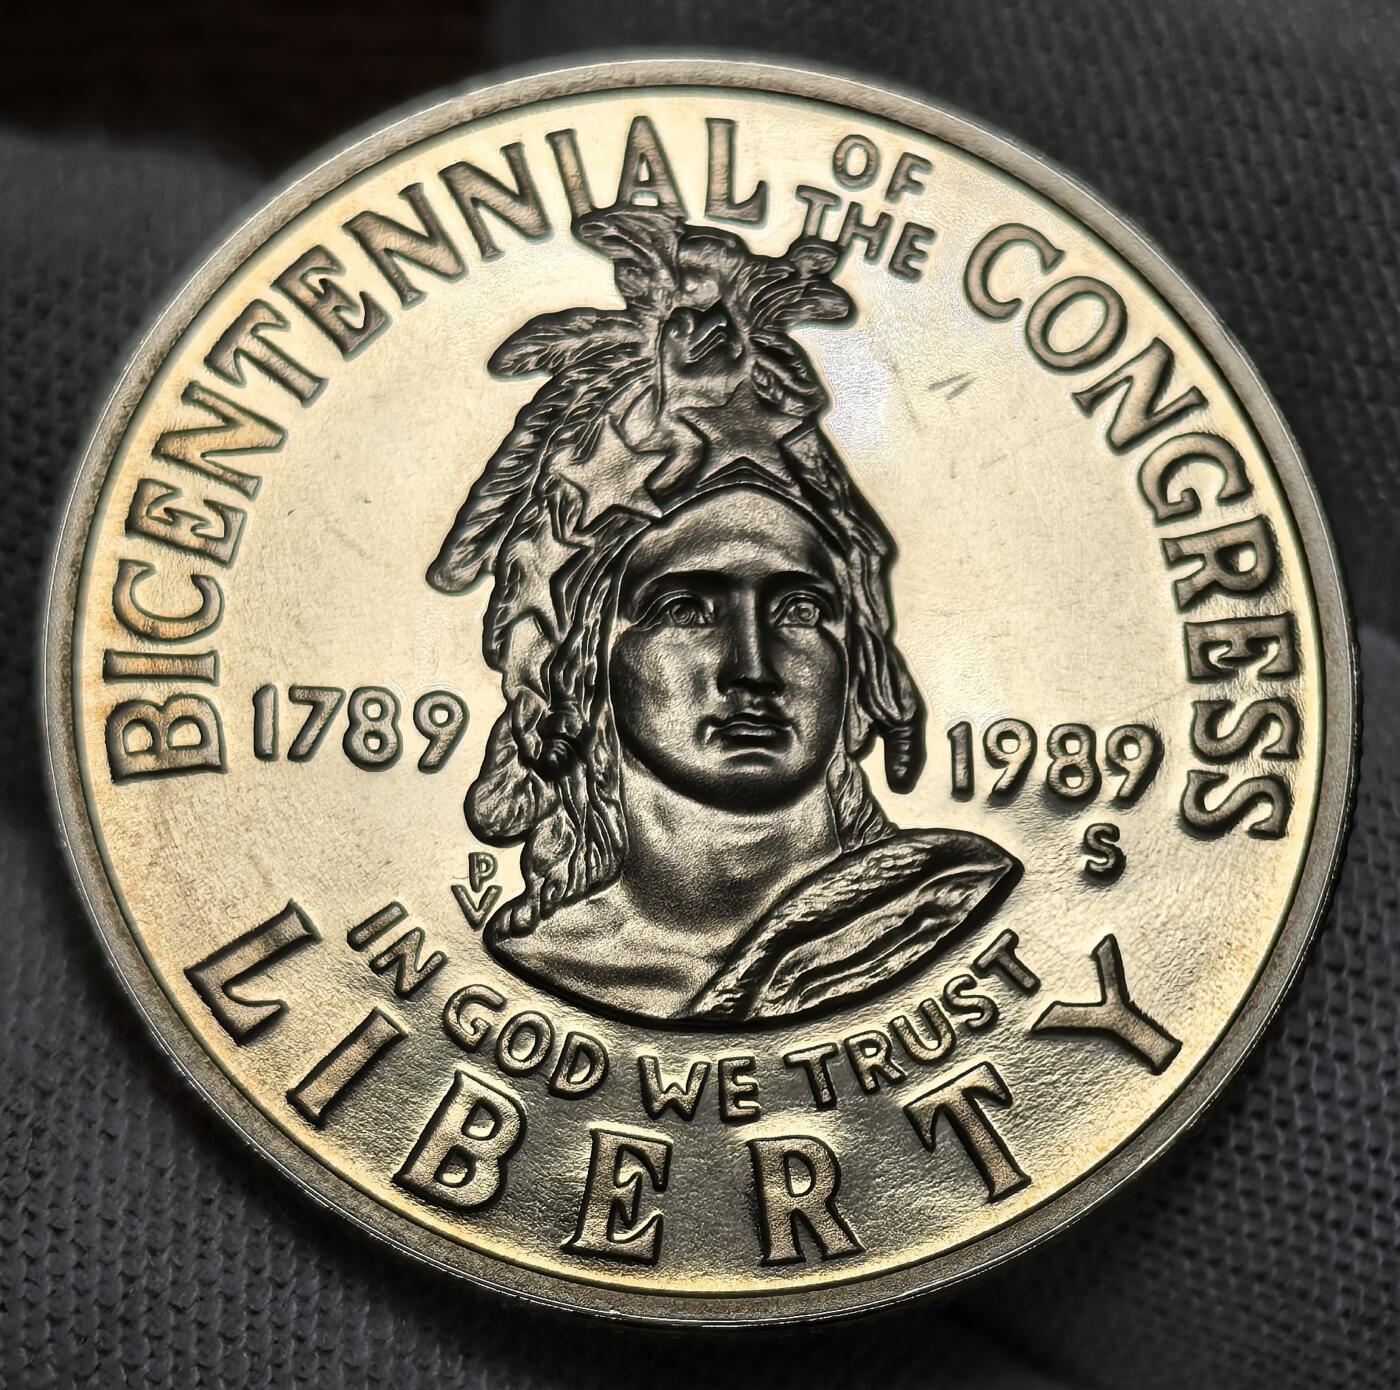 BICENTENNIAL OF THE CONGRESS
1789
1989
S
PV
IN GOD WE TRUST
LIBERTY